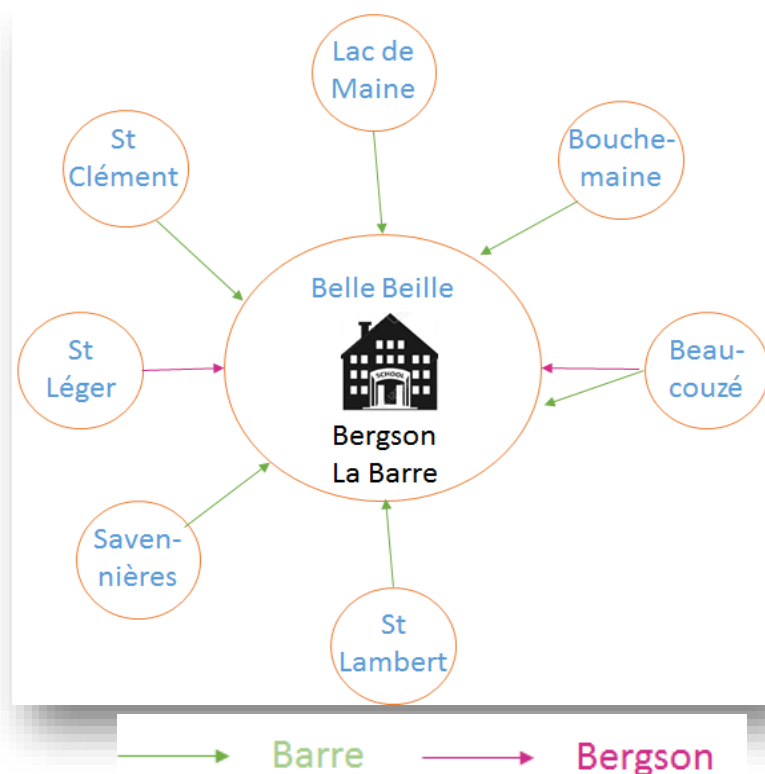 Lac de
Maine
St
Clément
Bouche-
maine
Belle Beille
St
Léger
SCHOOL
Beau-
couzé
Bergson
La Barre
Saven-
nières
St
Lambert
Barre
Bergson